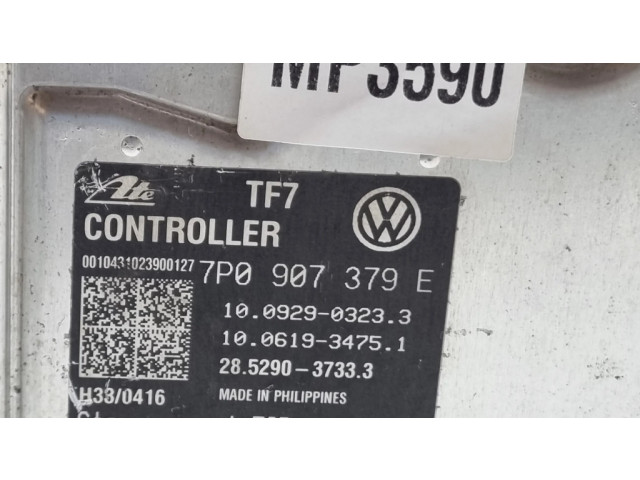 MP3590
Ate TF7
CONTROLLER
0010431023900127
7P0 907 379 E
10.0929-0323.3
10.0619-3475.1
28.5290-3733.3
H33/0416 MADE IN PHILIPPINES